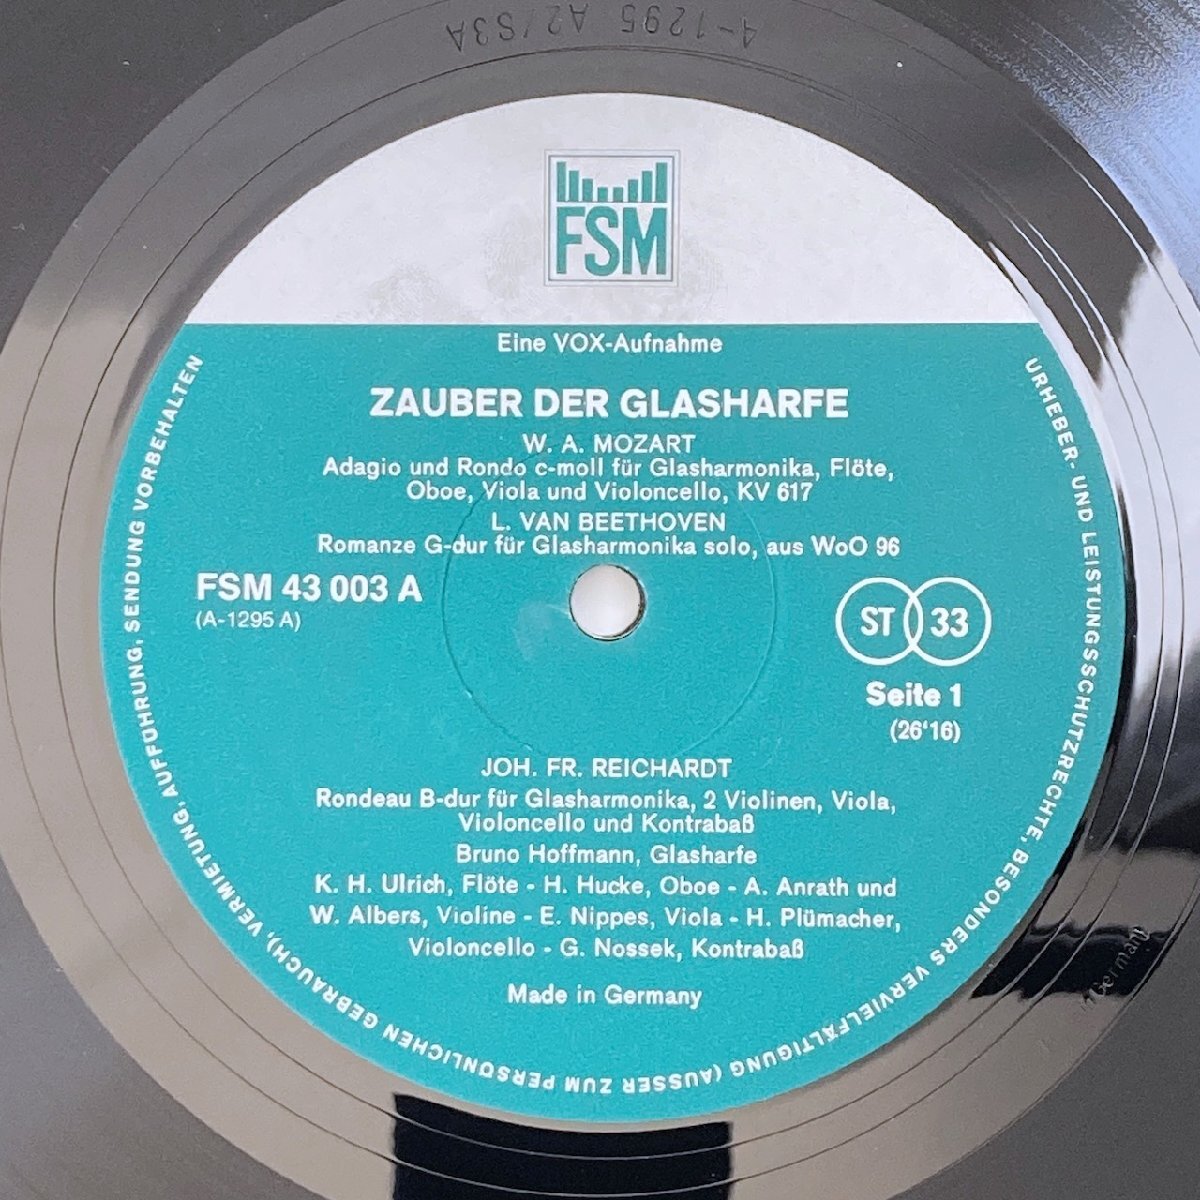 A-1295 A2/S3A
FSM
Eine VOX-Aufnahme
ZAUBER DER GLASHARFE
W. A. MOZART
Adagio und Rondo c-moll für Glasharmonika, Flöte,
Oboe, Viola und Violoncello, KV 617
L. VAN BEETHOVEN
Romanze G-dur für Glasharmonika solo, aus WoO 96
FSM 43 003 A
(A-1295 A)
ST 33
Seite 1
(26'16)
JOH. FR. REICHARDT
Rondeau B-dur für Glasharmonika, 2 Violinen, Viola,
Violoncello und Kontrabaß
Bruno Hoffmann, Glasharfe
K. H. Ulrich, Flöte - H. Hucke, Oboe - A. Anrath und
W. Albers, Violine - E. Nippes, Viola - H. Plümacher,
Violoncello - G. Nossek, Kontrabaß
Made in Germany
URHEBER- UND LEISTUNGSSCHUTZRECHTE, BESONDERS VERVIELFÄLTIGUNG (AUSSER ZUM PERSÖNLICHEN GEBRAUCH), VERMIETUNG, AUFFÜHRUNG, SENDUNG VORBEHALTEN
Germany